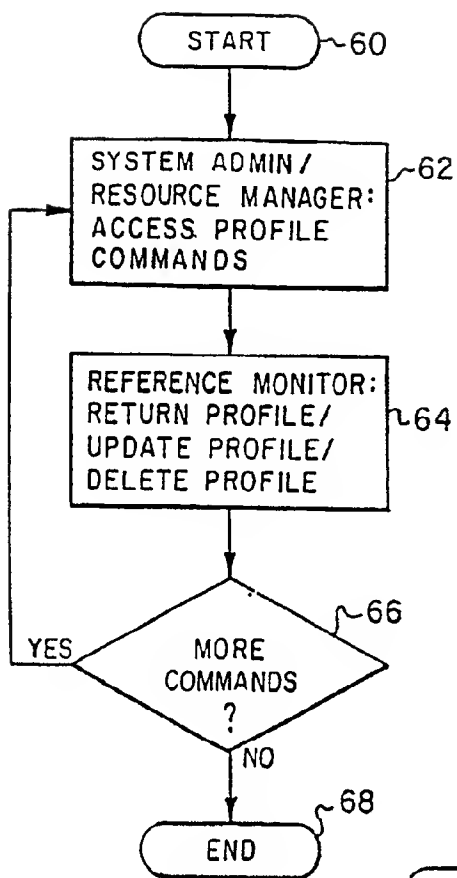 START
60
SYSTEM ADMIN/
RESOURCE MANAGER:
ACCESS PROFILE
COMMANDS
62
REFERENCE MONITOR:
RETURN PROFILE/
UPDATE PROFILE/
DELETE PROFILE
64
66
YES
MORE
COMMANDS
?
NO
68
END